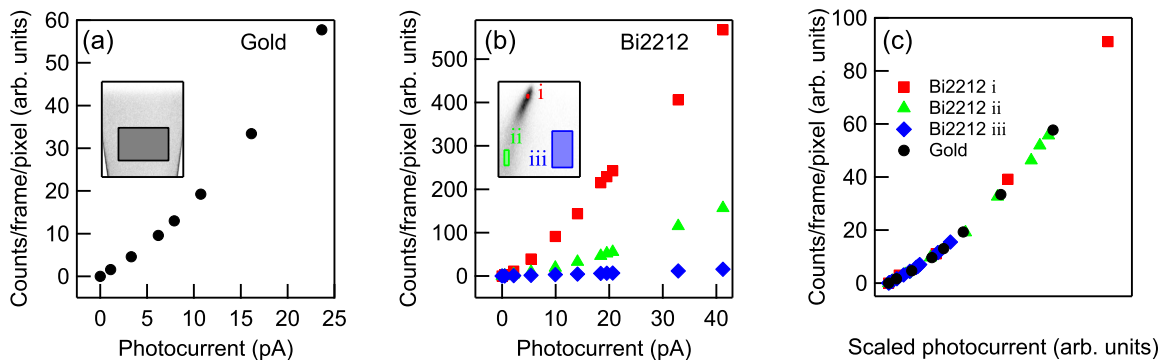 (a)
Gold
Counts/frame/pixel (arb. units)
60
50
40
30
20
10
0
0
5
10
15
20
25
Photocurrent (pA)
(b)
Bi2212
i
ii
iii
Counts/frame/pixel (arb. units)
500
400
300
200
100
0
0
10
20
30
40
Photocurrent (pA)
(c)
Bi2212 i
Bi2212 ii
Bi2212 iii
Gold
Counts/frame/pixel (arb. units)
100
80
60
40
20
0
Scaled photocurrent (arb. units)